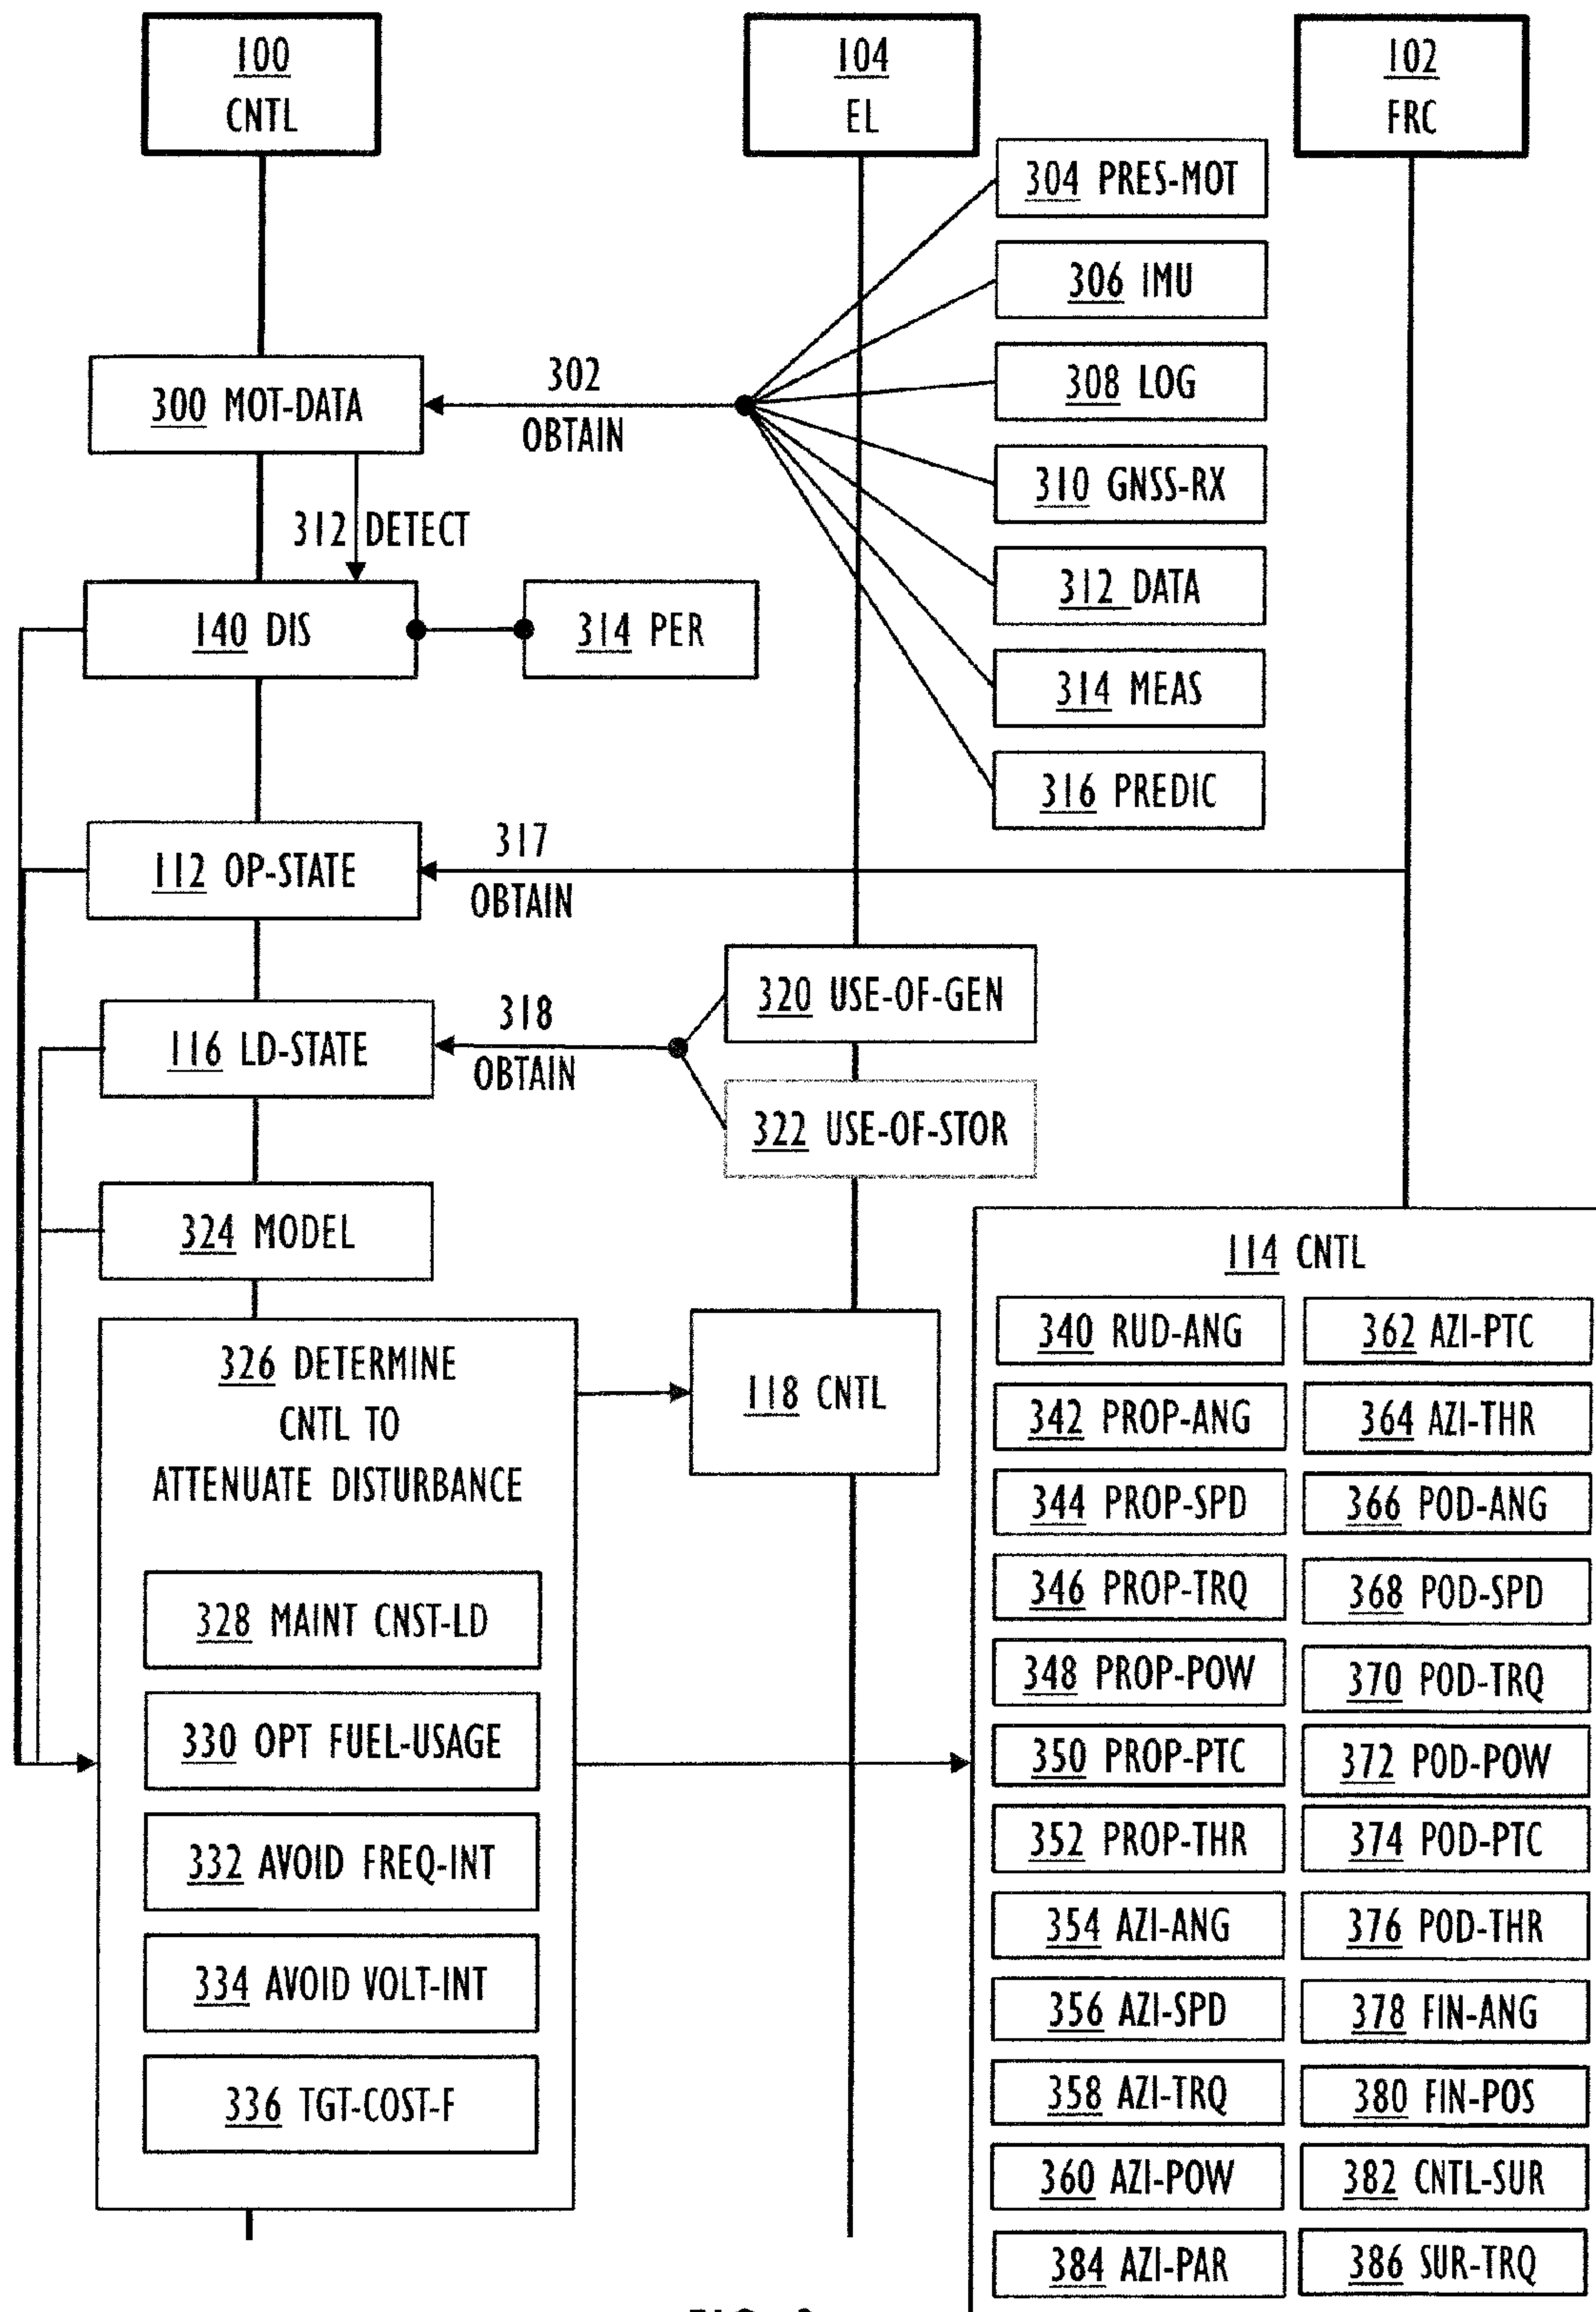 100
CNTL
104
EL
102
FRC
304 PRES-MOT
306 IMU
308 LOG
310 GNSS-RX
312 DATA
314 MEAS
316 PREDIC
300 MOT-DATA
302
OBTAIN
312 DETECT
140 DIS
314 PER
112 OP-STATE
317
OBTAIN
116 LD-STATE
318
OBTAIN
320 USE-OF-GEN
322 USE-OF-STOR
324 MODEL
326 DETERMINE
CNTL TO
ATTENUATE DISTURBANCE
328 MAINT CNST-LD
330 OPT FUEL-USAGE
332 AVOID FREQ-INT
334 AVOID VOLT-INT
336 TGT-COST-F
118 CNTL
114 CNTL
340 RUD-ANG
342 PROP-ANG
344 PROP-SPD
346 PROP-TRQ
348 PROP-POW
350 PROP-PTC
352 PROP-THR
354 AZI-ANG
356 AZI-SPD
358 AZI-TRQ
360 AZI-POW
384 AZI-PAR
362 AZI-PTC
364 AZI-THR
366 POD-ANG
368 POD-SPD
370 POD-TRQ
372 POD-POW
374 POD-PTC
376 POD-THR
378 FIN-ANG
380 FIN-POS
382 CNTL-SUR
386 SUR-TRQ